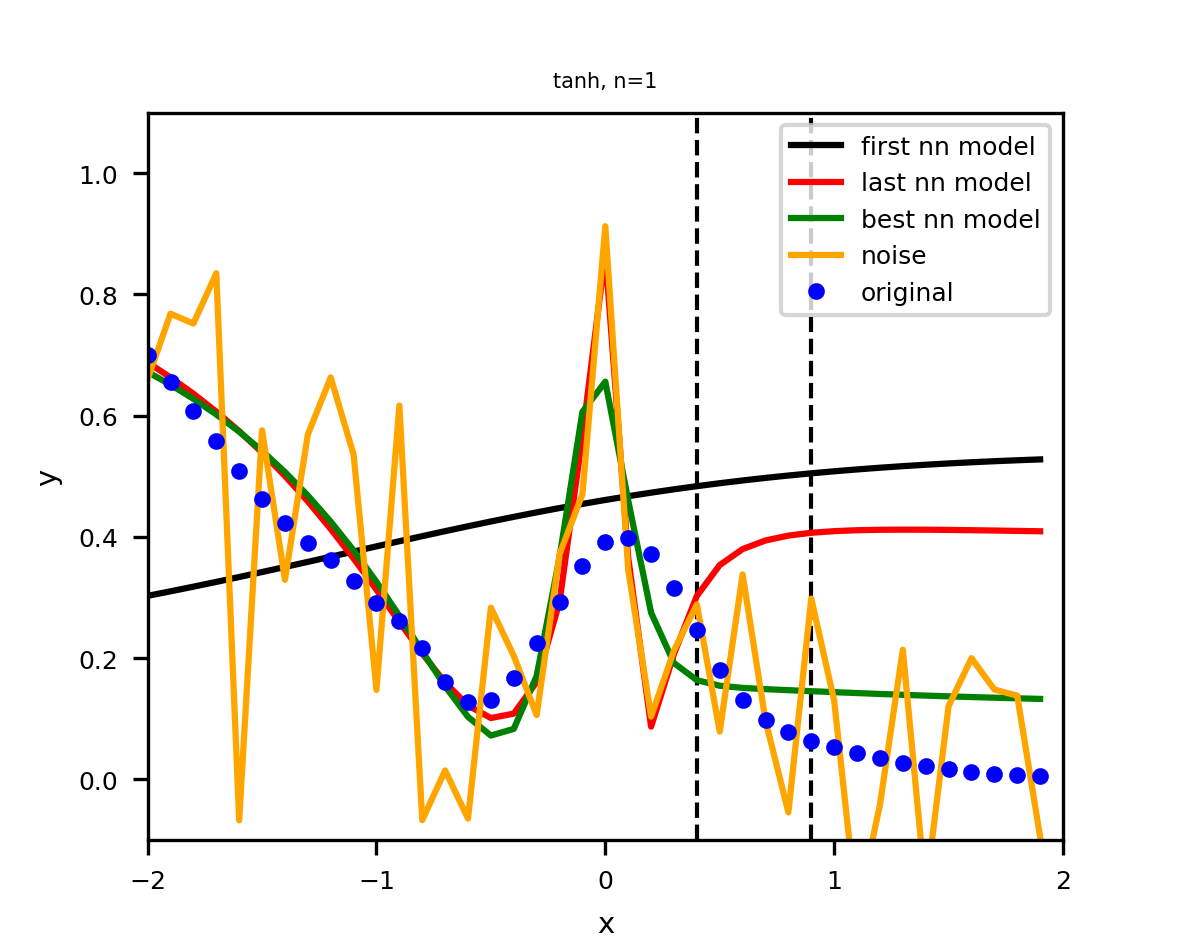 tanh, n=1
first nn model
last nn model
best nn model
noise
original
1.0
0.8
0.6
0.4
0.2
0.0
y
−2
−1
0
1
2
x